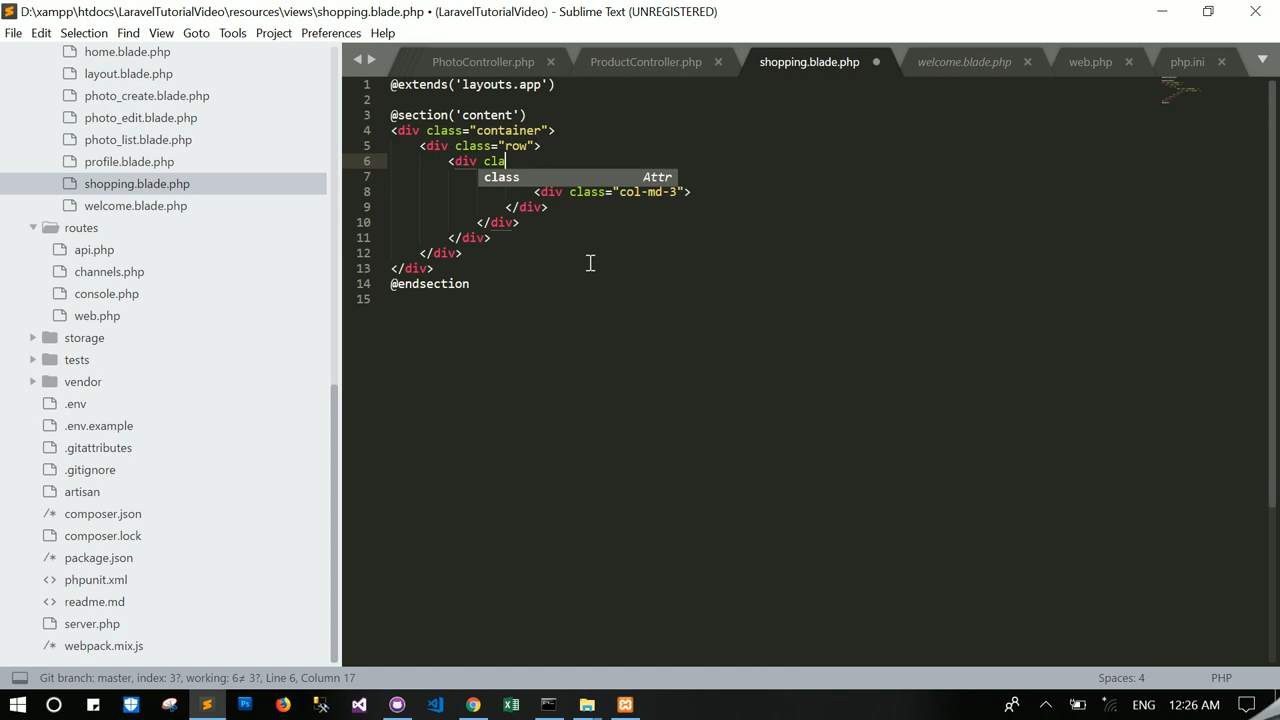 D:\xampp\htdocs\LaravelTutorialVideo\resources\views\shopping.blade.php • (LaravelTutorialVideo) - Sublime Text (UNREGISTERED)
File Edit Selection Find View Goto Tools Project Preferences Help
home.blade.php
layout.blade.php
photo_create.blade.php
photo_edit.blade.php
photo_list.blade.php
profile.blade.php
shopping.blade.php
welcome.blade.php
routes
api.php
channels.php
console.php
web.php
storage
tests
vendor
.env
.env.example
.gitattributes
.gitignore
artisan
/* composer.json
composer.lock
/* package.json
<> phpunit.xml
<> readme.md
server.php
/* webpack.mix.js
PhotoController.php × ProductController.php × shopping.blade.php • welcome.blade.php × web.php × php.ini ×
1 @extends('layouts.app')
2
3 @section('content')
4 <div class="container">
5 <div class="row">
6 <div cla
class Attr
7
8 <div class="col-md-3">
9 </div>
10 </div>
11 </div>
12 </div>
13 </div>
14 @endsection
15
Git branch: master, index: 3?, working: 6≠ 3?, Line 6, Column 17 Spaces: 4 PHP
ENG 12:26 AM